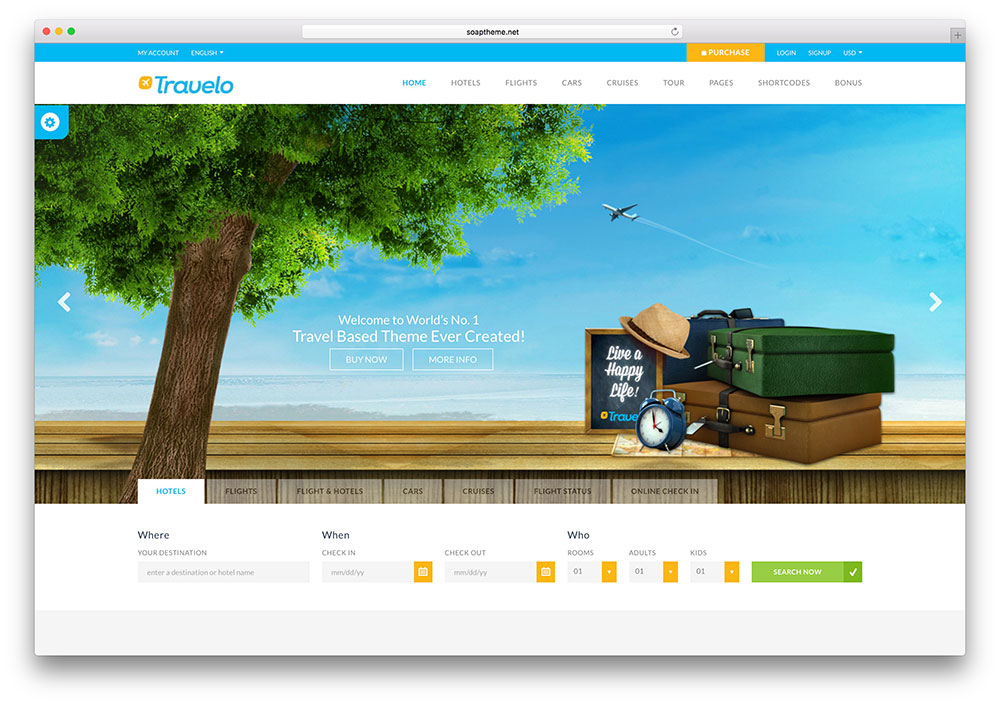 soaptheme.net
MY ACCOUNT ENGLISH PURCHASE LOGIN SIGNUP USD
Travelo HOME HOTELS FLIGHTS CARS CRUISES TOUR PAGES SHORTCODES BONUS
Welcome to World's No. 1
Travel Based Theme Ever Created!
BUY NOW MORE INFO
Live a
Happy
Life!
Travelo
HOTELS FLIGHTS FLIGHT & HOTELS CARS CRUISES FLIGHT STATUS ONLINE CHECK IN
Where When Who
YOUR DESTINATION CHECK IN CHECK OUT ROOMS ADULTS KIDS
enter a destination or hotel name mm/dd/yy mm/dd/yy 01 01 01 SEARCH NOW